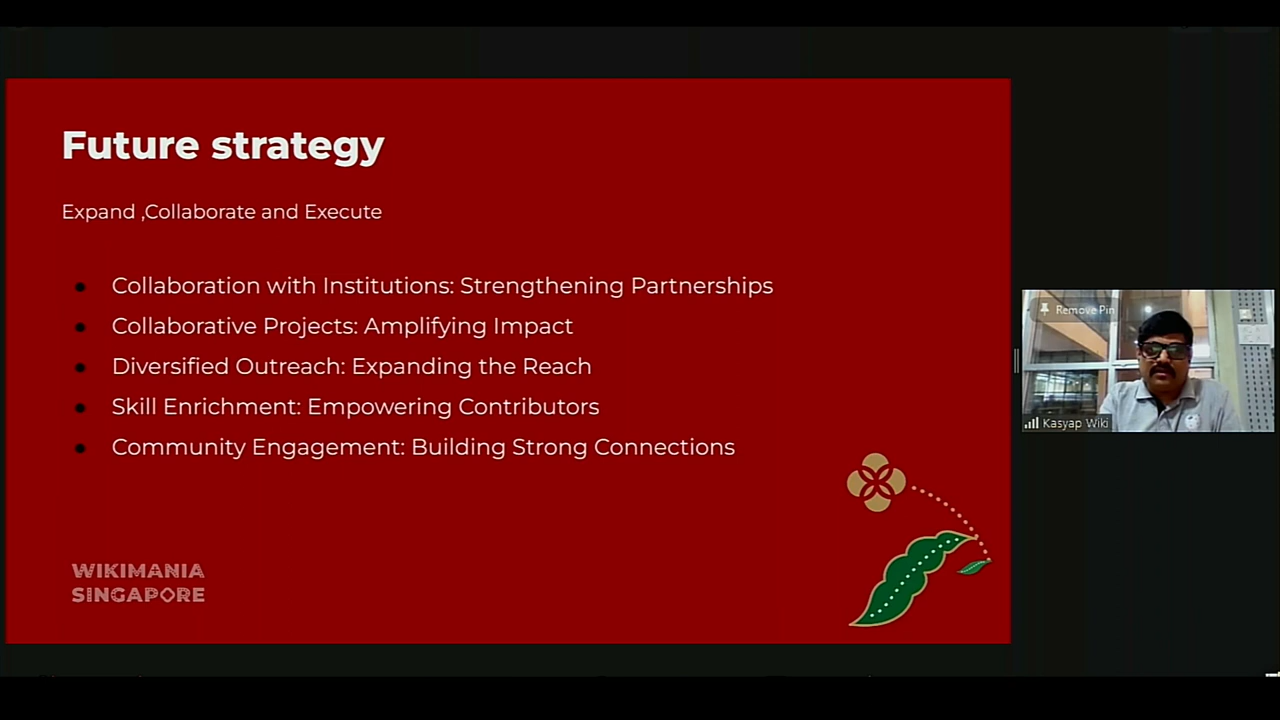 Future strategy
Expand ,Collaborate and Execute
Collaboration with Institutions: Strengthening Partnerships
Collaborative Projects: Amplifying Impact
Diversified Outreach: Expanding the Reach
Skill Enrichment: Empowering Contributors
Community Engagement: Building Strong Connections
WIKIMANIA
SINGAPORE
Remove Pin
Kasyap Wiki